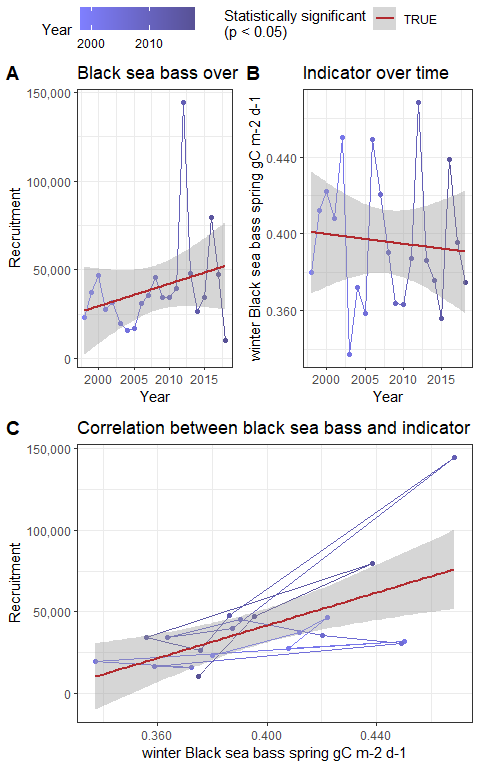 Year
2000 2010
Statistically significant
(p < 0.05)
TRUE
A
Black sea bass over
B
Indicator over time
150,000
100,000
50,000
0
Recruitment
2000 2005 2010 2015
Year
0.440
0.400
0.360
winter Black sea bass spring gC m-2 d-1
2000 2005 2010 2015
Year
C
Correlation between black sea bass and indicator
150,000
100,000
50,000
0
Recruitment
0.360 0.400 0.440
winter Black sea bass spring gC m-2 d-1